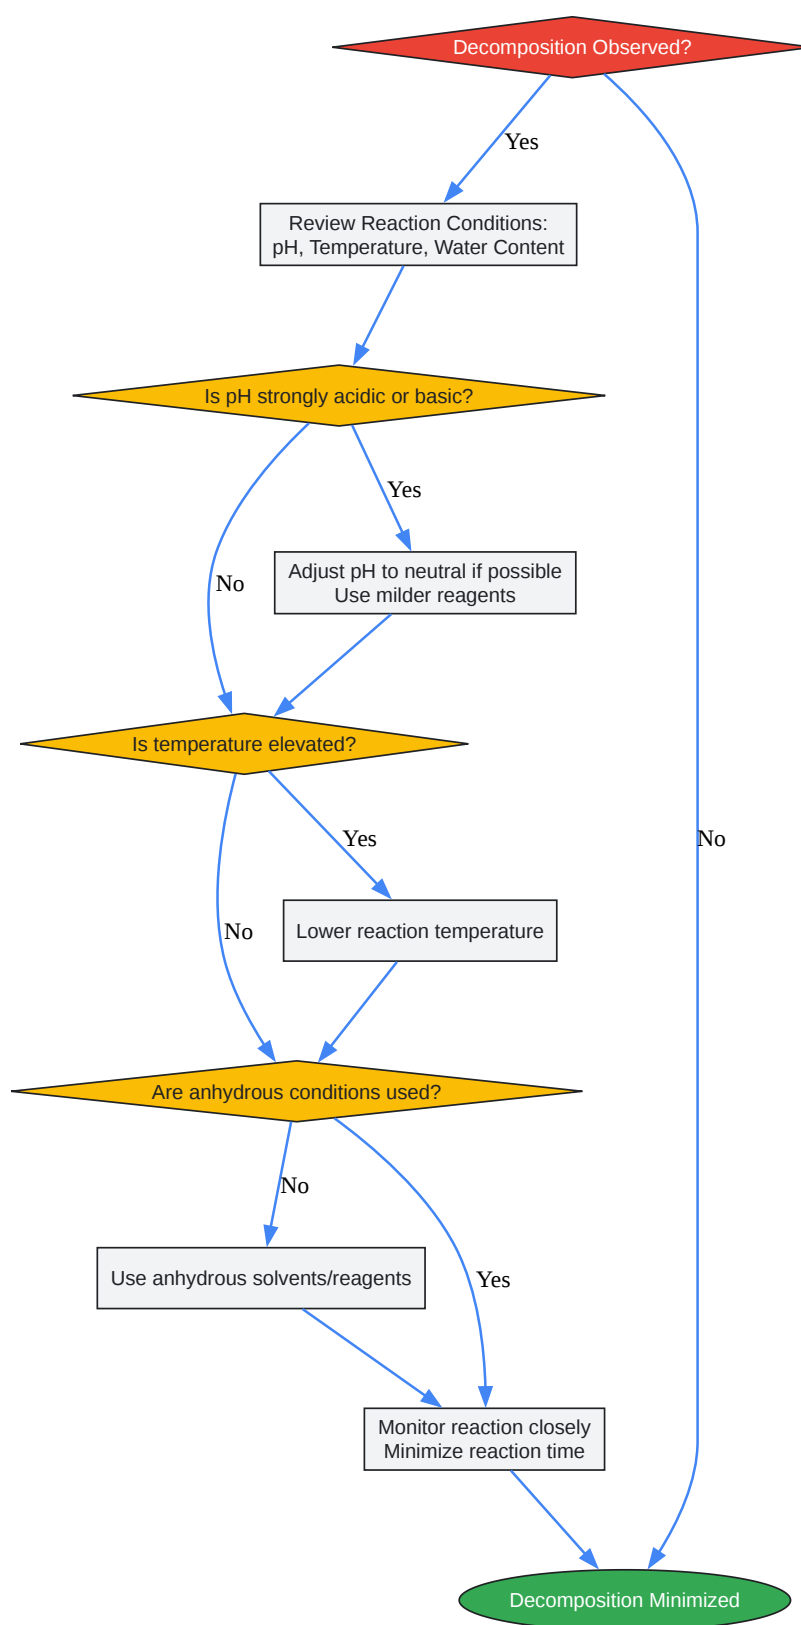 Decomposition Observed?
Yes
Review Reaction Conditions:
pH, Temperature, Water Content
Is pH strongly acidic or basic?
Yes
No
Adjust pH to neutral if possible
Use milder reagents
Is temperature elevated?
Yes
No
No
Lower reaction temperature
Are anhydrous conditions used?
No
Yes
Use anhydrous solvents/reagents
Monitor reaction closely
Minimize reaction time
Decomposition Minimized